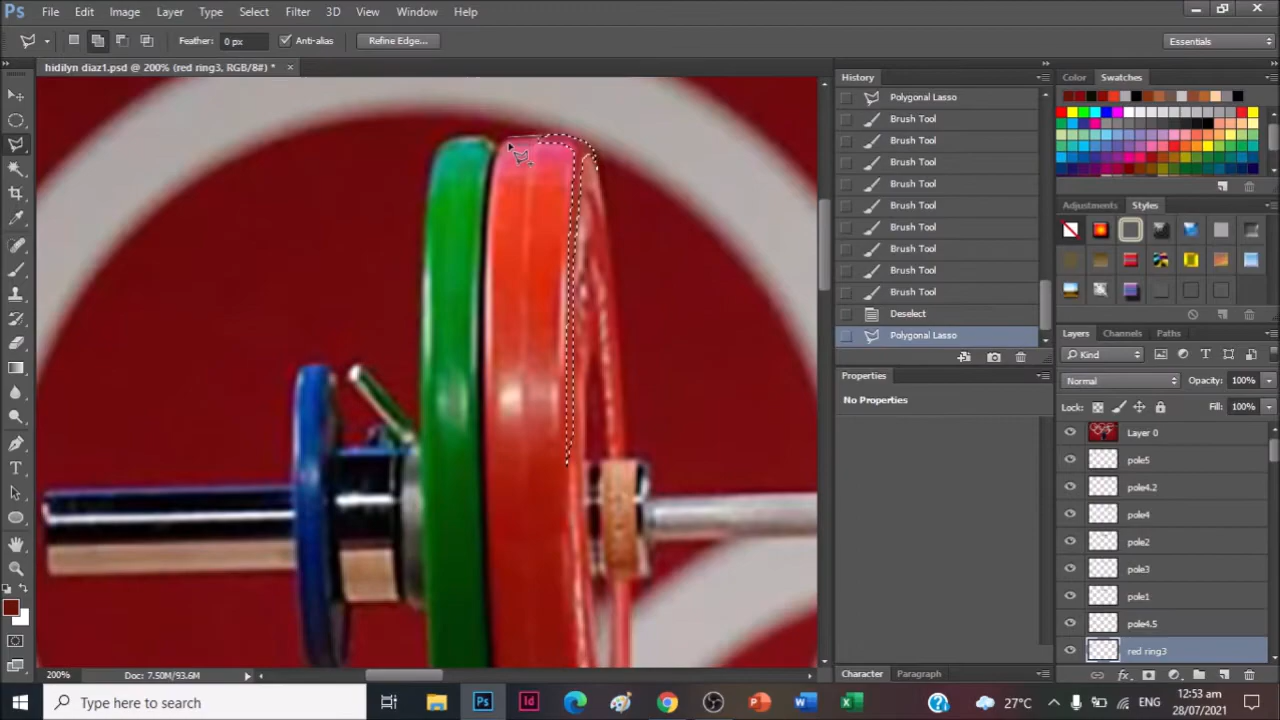 Ps File Edit Image Layer Type Select Filter 3D View Window Help
Feather: 0 px Anti-alias Refine Edge... Essentials
hidilyn diaz1.psd @ 200% (red ring3, RGB/8#) * ×
History
Polygonal Lasso
Brush Tool
Brush Tool
Brush Tool
Brush Tool
Brush Tool
Brush Tool
Brush Tool
Brush Tool
Brush Tool
Deselect
Polygonal Lasso
Properties
No Properties
Character Paragraph
Color Swatches
Adjustments Styles
Layers Channels Paths
Kind
Normal Opacity: 100%
Lock: Fill: 100%
Layer 0
pole5
pole4.2
pole4
pole2
pole3
pole1
pole4.5
red ring3
200% Doc: 7.50M/93.6M
Type here to search
27°C
12:53 am
28/07/2021